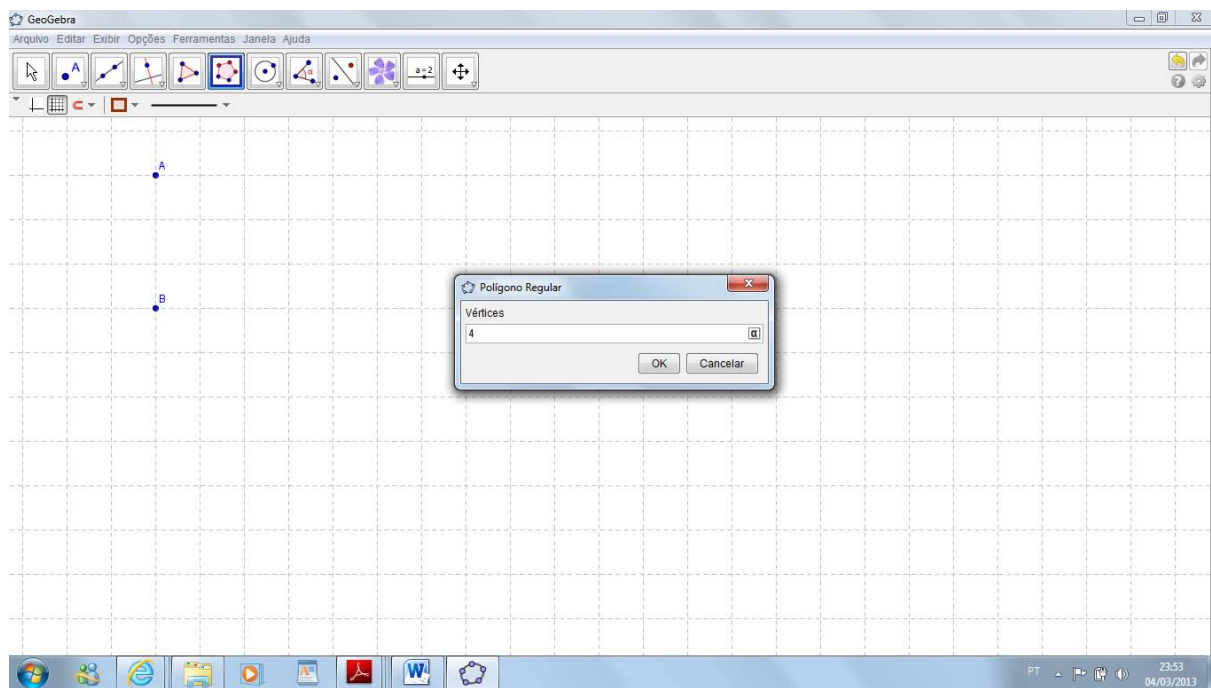 GeoGebra
Arquivo Editar Exibir Opções Ferramentas Janela Ajuda
A
a=2
A
B
Polígono Regular
Vértices
4
α
OK Cancelar
PT
23:53
04/03/2013